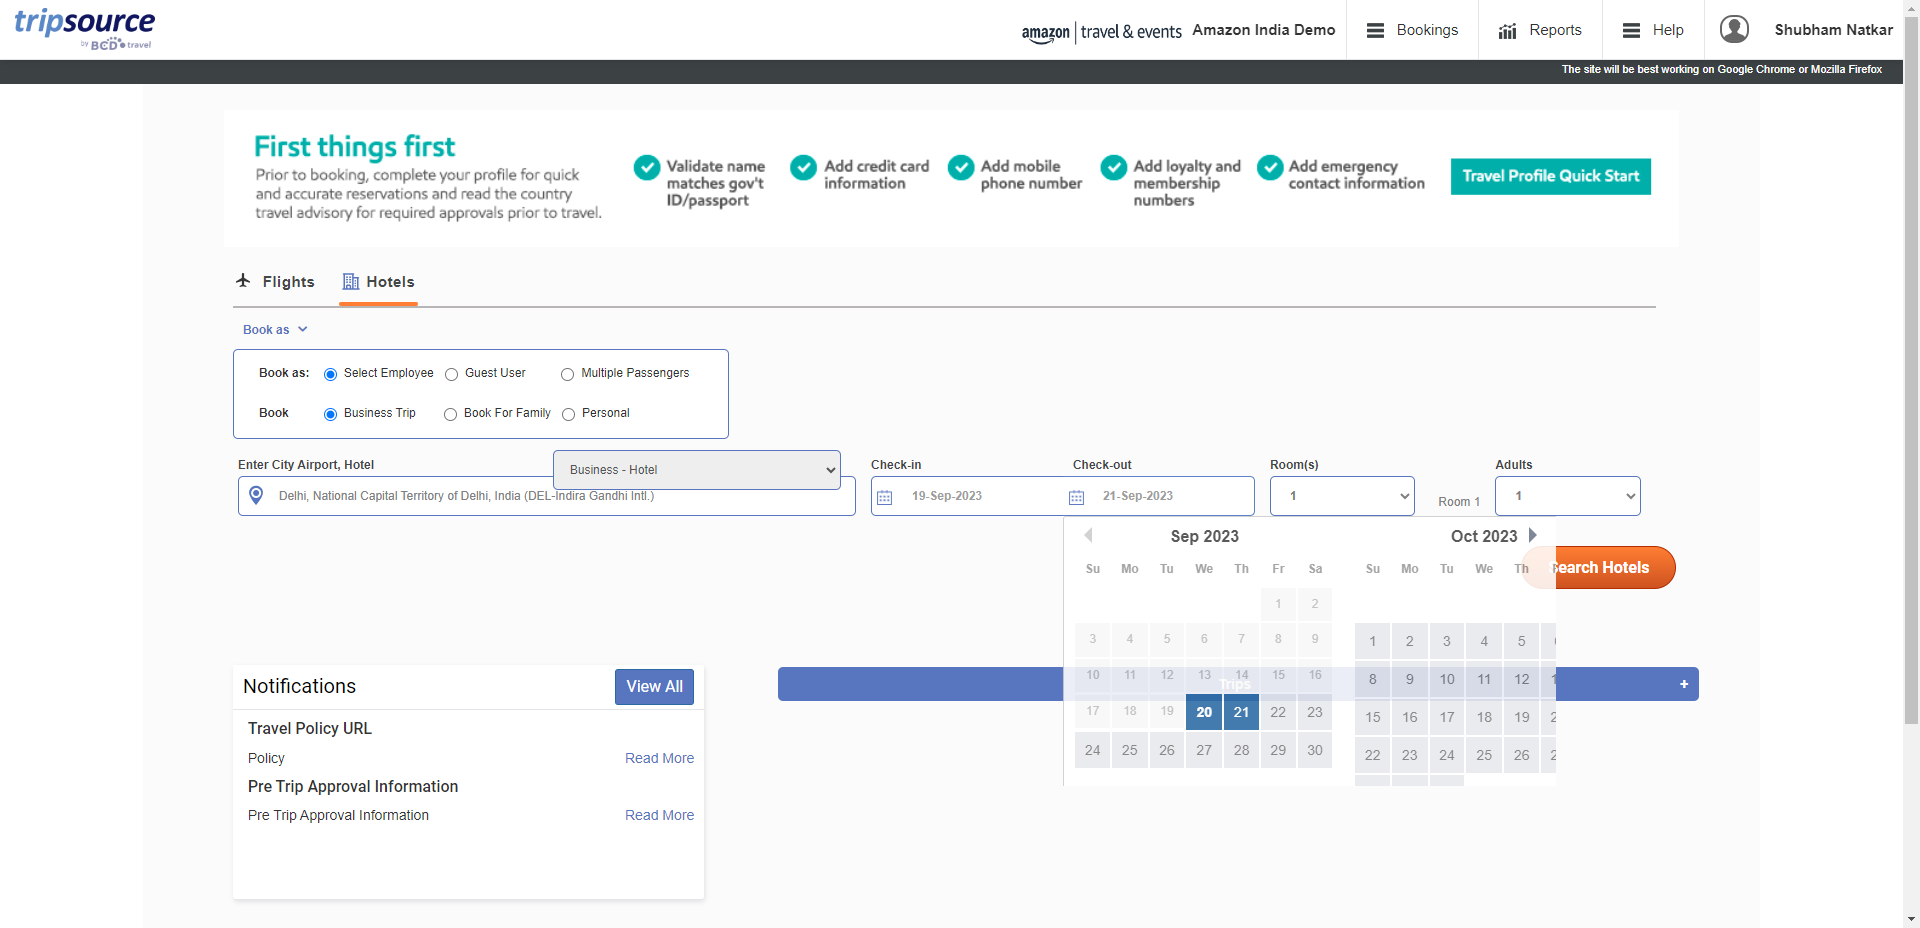 tripsource
by BCD travel
amazon | travel & events
Amazon India Demo
Bookings
Reports
Help
Shubham Natkar
The site will be best working on Google Chrome or Mozilla Firefox
First things first
Prior to booking, complete your profile for quick
and accurate reservations and read the country
travel advisory for required approvals prior to travel.
Validate name
matches gov't
ID/passport
Add credit card
information
Add mobile
phone number
Add loyalty and
membership
numbers
Add emergency
contact information
Travel Profile Quick Start
Flights
Hotels
Book as
Book as: Select Employee Guest User Multiple Passengers
Book Business Trip Book For Family Personal
Enter City Airport, Hotel
Business - Hotel
Delhi, National Capital Territory of Delhi, India (DEL-Indira Gandhi Intl.)
Check-in
19-Sep-2023
Check-out
21-Sep-2023
Room(s)
1
Room 1
Adults
1
Sep 2023
Su Mo Tu We Th Fr Sa
1 2
3 4 5 6 7 8 9
10 11 12 13 14 15 16
17 18 19 20 21 22 23
24 25 26 27 28 29 30
Oct 2023
Su Mo Tu We Th
1 2 3 4 5
8 9 10 11 12
15 16 17 18 19
22 23 24 25 26
Search Hotels
Trips
+
Notifications
View All
Travel Policy URL
Policy Read More
Pre Trip Approval Information
Pre Trip Approval Information Read More